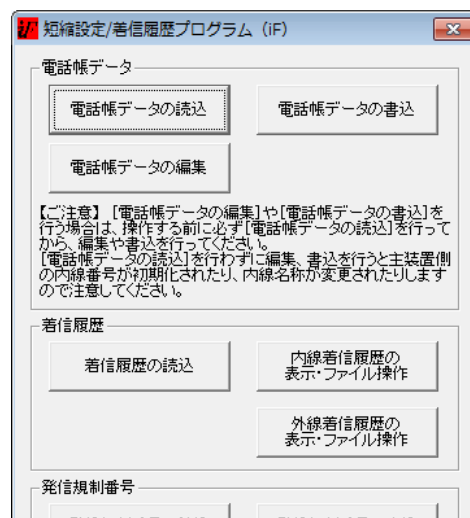 iF 短縮設定/着信履歴プログラム (iF)
電話帳データ
電話帳データの読込
電話帳データの書込
電話帳データの編集
【ご注意】 [電話帳データの編集]や[電話帳データの書込]を
行う場合は、操作する前に必ず[電話帳データの読込]を行って
から、編集や書込を行ってください。
[電話帳データの読込]を行わずに編集、書込を行うと主装置側
の内線番号が初期化されたり、内線名称が変更されたりします
ので注意してください。
着信履歴
着信履歴の読込
内線着信履歴の
表示・ファイル操作
外線着信履歴の
表示・ファイル操作
発信規制番号